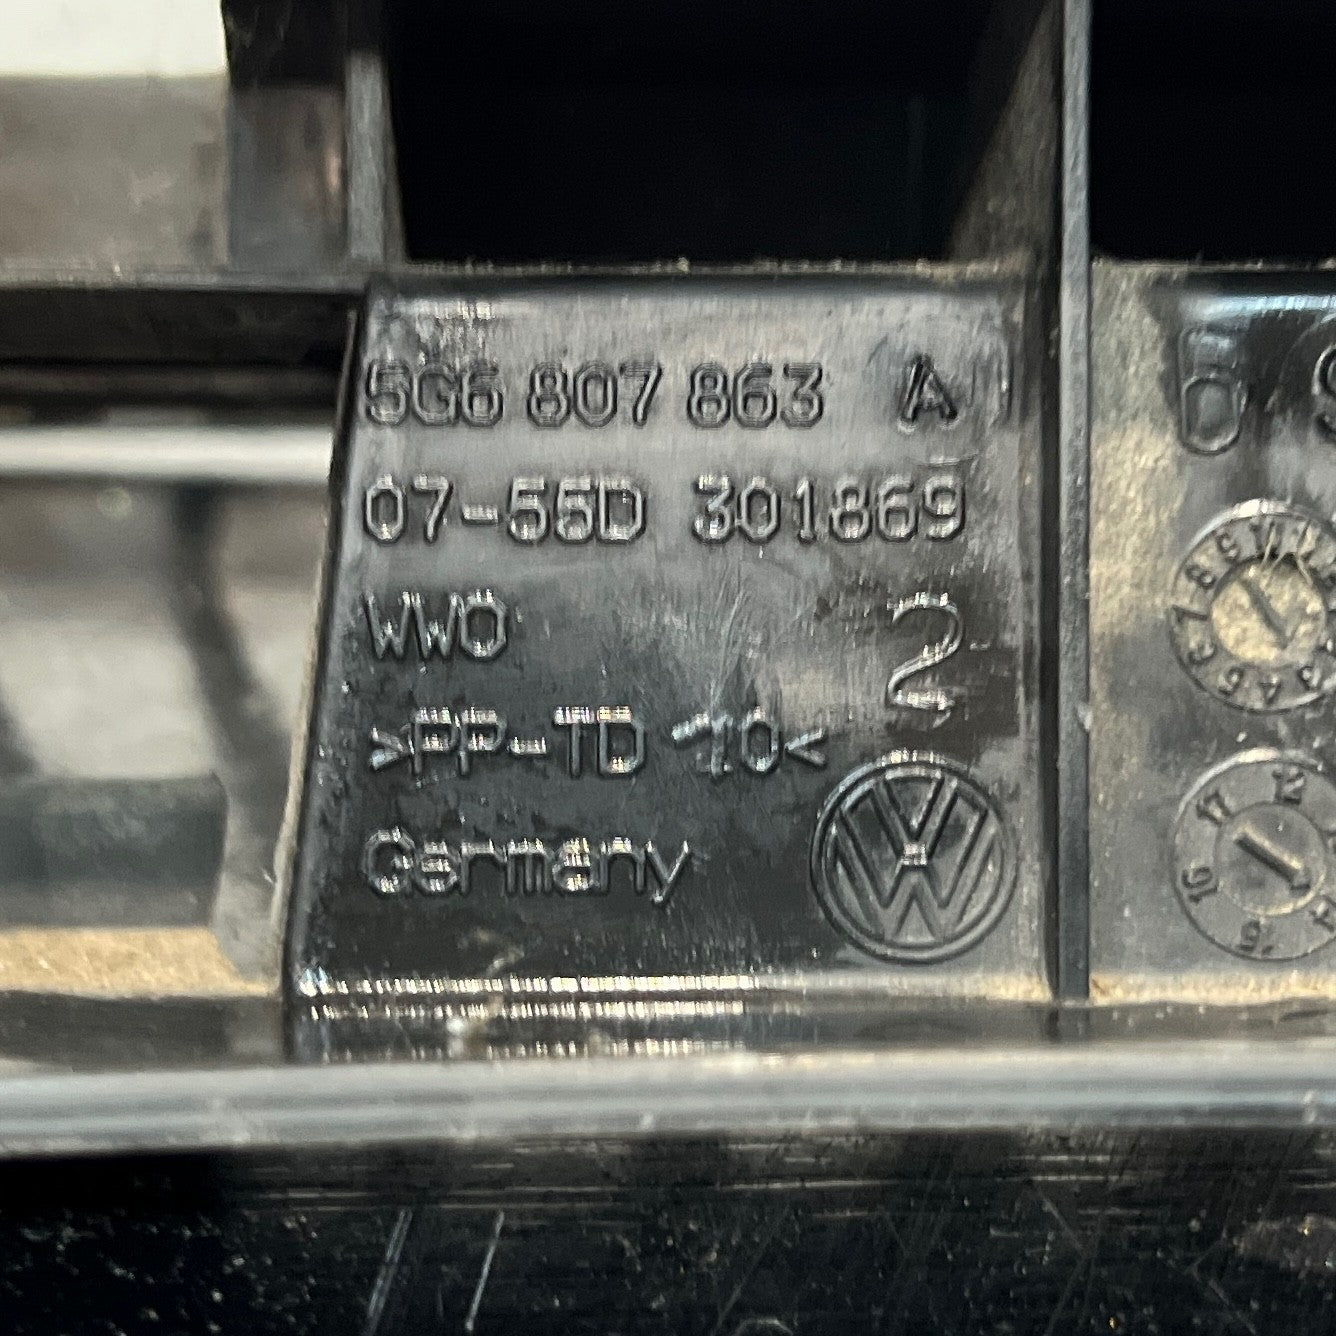 5G6 807 863 A
07-55D 301869
WWO 2
>PP-TD 10<
Germany